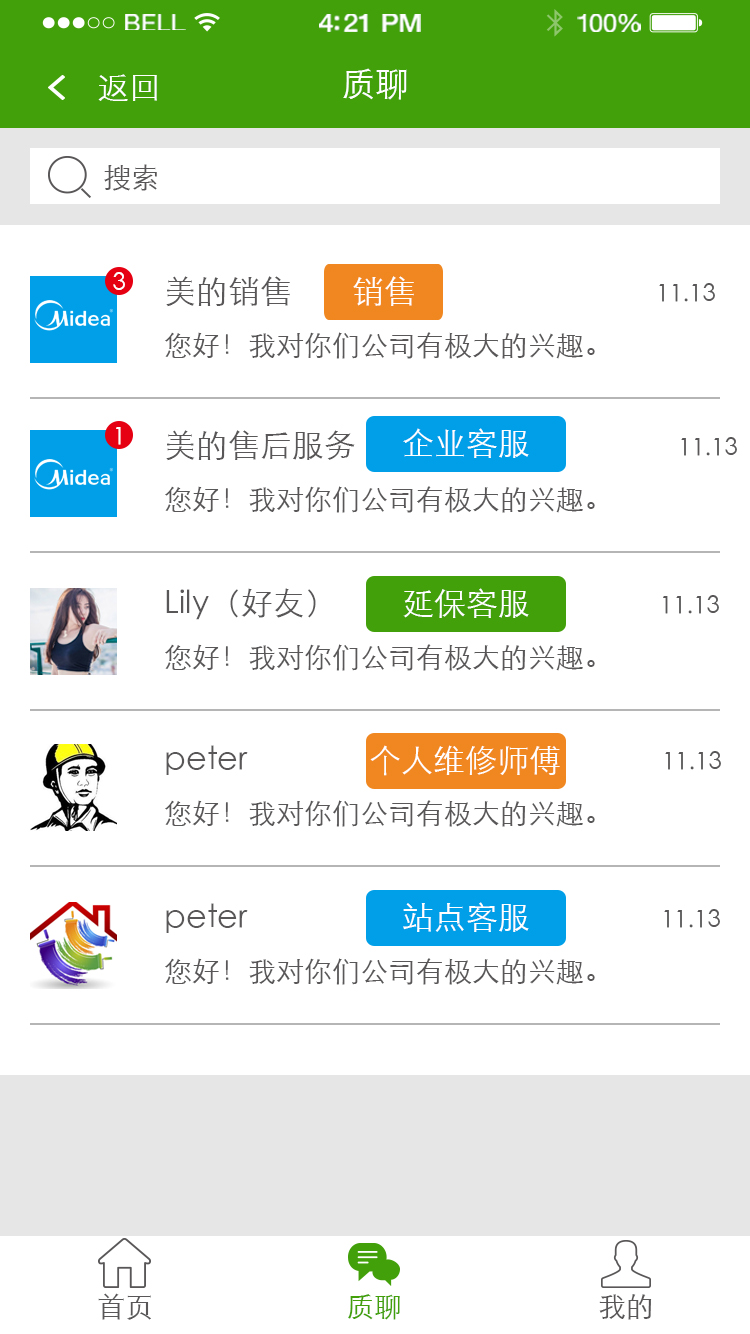 BELL 4:21 PM 100%
返回 质聊
搜索
3
Midea
美的销售 销售 11.13
您好！我对你们公司有极大的兴趣。
1
Midea
美的售后服务 企业客服 11.13
您好！我对你们公司有极大的兴趣。
Lily（好友） 延保客服 11.13
您好！我对你们公司有极大的兴趣。
peter 个人维修师傅 11.13
您好！我对你们公司有极大的兴趣。
peter 站点客服 11.13
您好！我对你们公司有极大的兴趣。
首页 质聊 我的